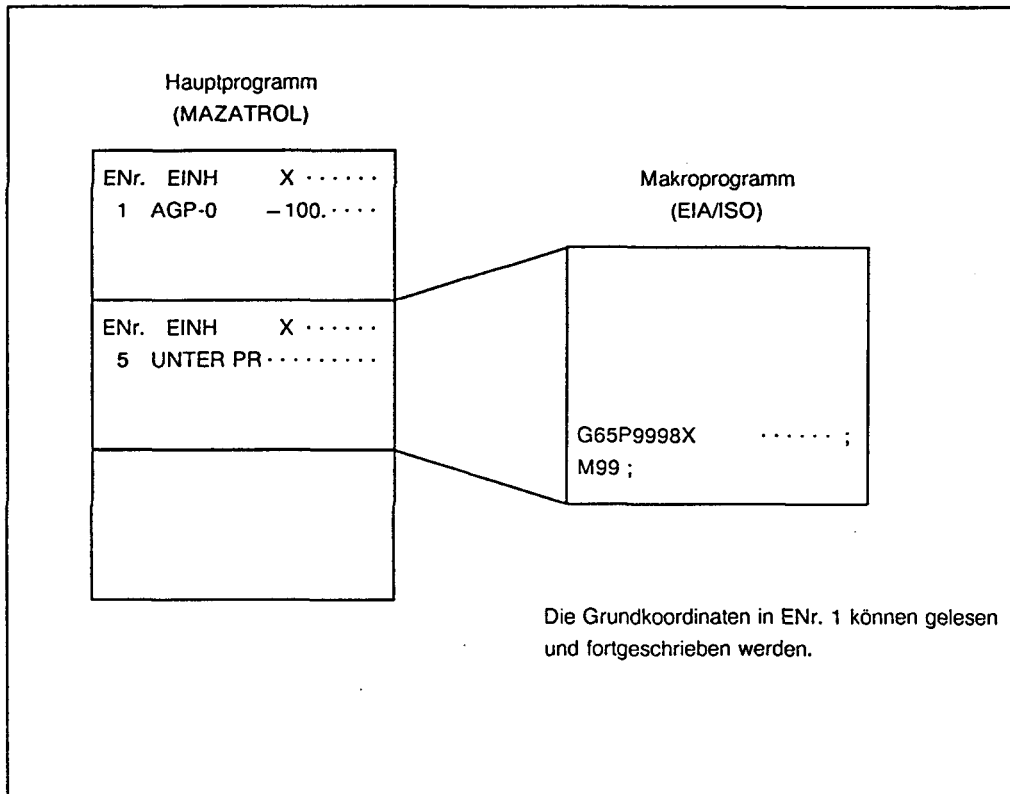 Hauptprogramm
(MAZATROL)
ENr. EINH X ······
1 AGP-0 –100.····
ENr. EINH X ······
5 UNTER PR·········
Makroprogramm
(EIA/ISO)
G65P9998X ······ ;
M99 ;
Die Grundkoordinaten in ENr. 1 können gelesen
und fortgeschrieben werden.